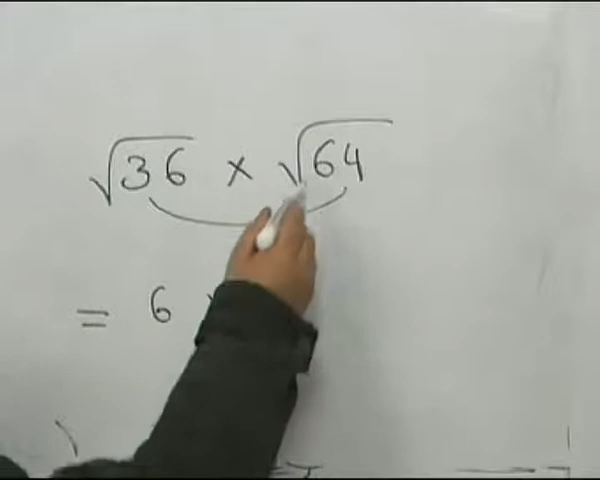 √36 × √64
= 6